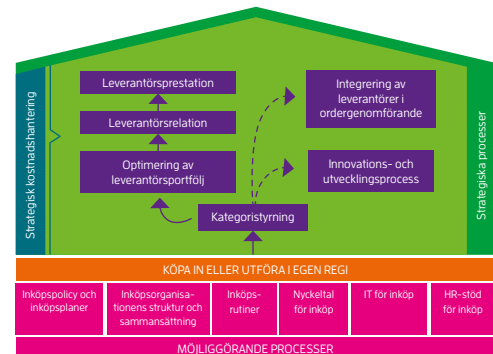 Strategisk kostnadshantering
Leverantörsprestation
Leverantörsrelation
Optimering av
leverantörsportfölj
Integrering av
leverantörer i
ordergenomförande
Innovations- och
utvecklingsprocess
Kategoristyrning
Strategiska processer
KÖPA IN ELLER UTFÖRA I EGEN REGI
Inköpspolicy och
inköpsplaner
Inköpsorganisa-
tionens struktur och
sammansättning
Inköps-
rutiner
Nyckeltal
för inköp
IT för inköp
HR-stöd
för inköp
MÖJLIGGÖRANDE PROCESSER